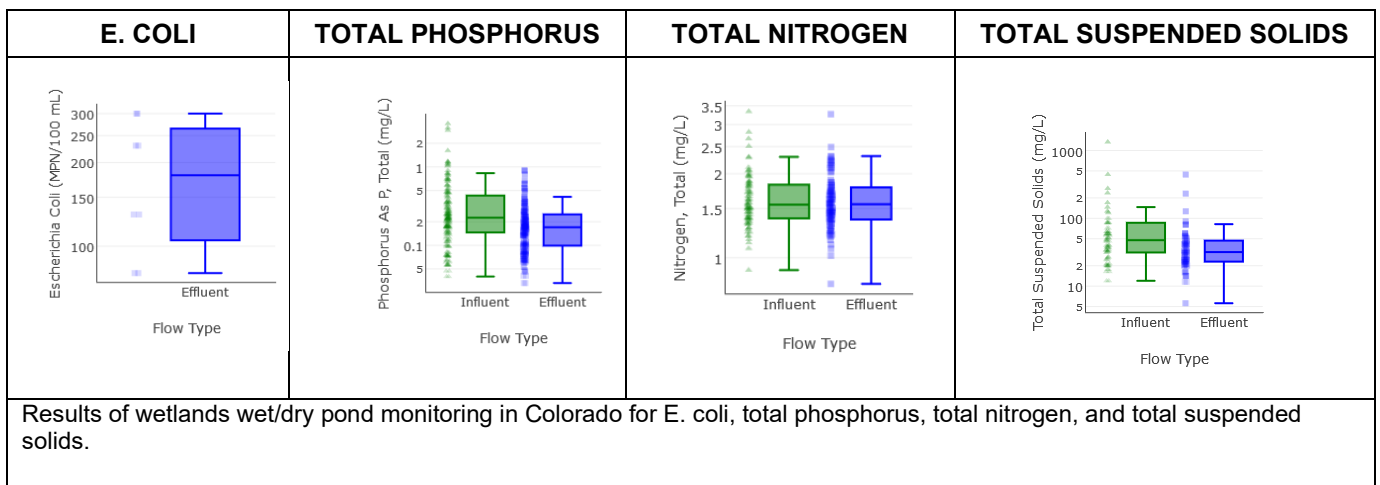 E. COLI
TOTAL PHOSPHORUS
TOTAL NITROGEN
TOTAL SUSPENDED SOLIDS
Escherichia Coli (MPN/100 mL)
300
250
200
150
100
Effluent
Flow Type
Phosphorus As P, Total (mg/L)
2
1
5
2
0.1
5
Influent
Effluent
Flow Type
Nitrogen, Total (mg/L)
3.5
3
2.5
2
1.5
1
Influent
Effluent
Flow Type
Total Suspended Solids (mg/L)
1000
5
2
100
5
2
10
5
Influent
Effluent
Flow Type
Results of wetlands wet/dry pond monitoring in Colorado for E. coli, total phosphorus, total nitrogen, and total suspended
solids.